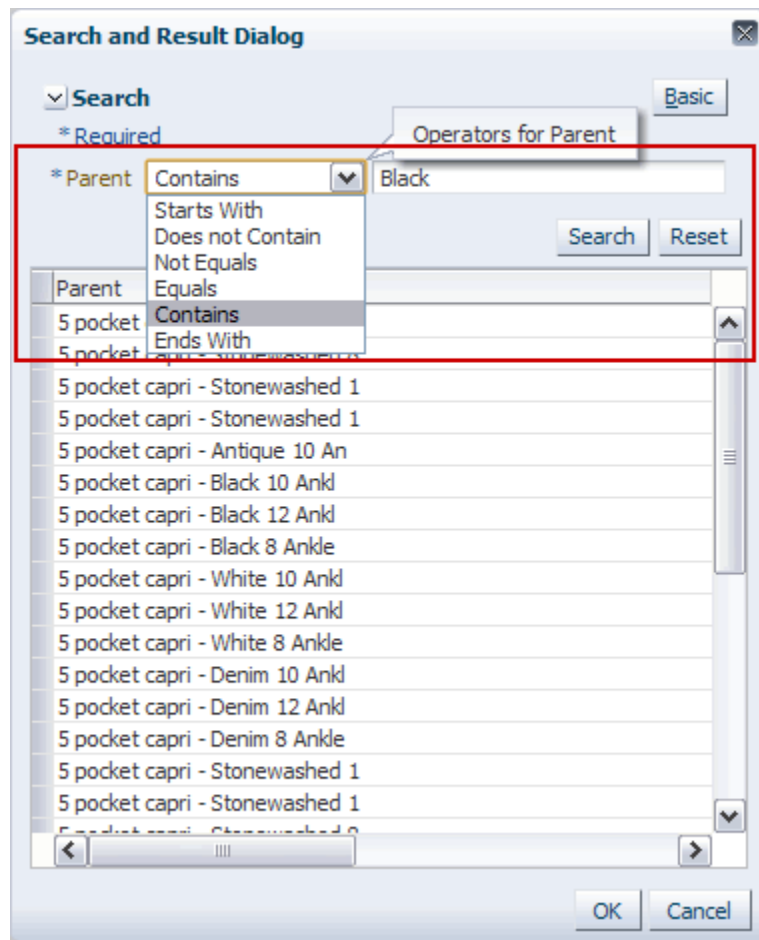 Search and Result Dialog
Search
Basic
* Required
Operators for Parent
* Parent Contains Black
Starts With
Does not Contain
Search Reset
Not Equals
Parent Equals
5 pocket Contains
Ends With
5 pocket capri - Stonewashed
5 pocket capri - Stonewashed 1
5 pocket capri - Stonewashed 1
5 pocket capri - Antique 10 An
5 pocket capri - Black 10 Ankl
5 pocket capri - Black 12 Ankl
5 pocket capri - Black 8 Ankle
5 pocket capri - White 10 Ankl
5 pocket capri - White 12 Ankl
5 pocket capri - White 8 Ankle
5 pocket capri - Denim 10 Ankl
5 pocket capri - Denim 12 Ankl
5 pocket capri - Denim 8 Ankle
5 pocket capri - Stonewashed 1
5 pocket capri - Stonewashed 1
OK Cancel